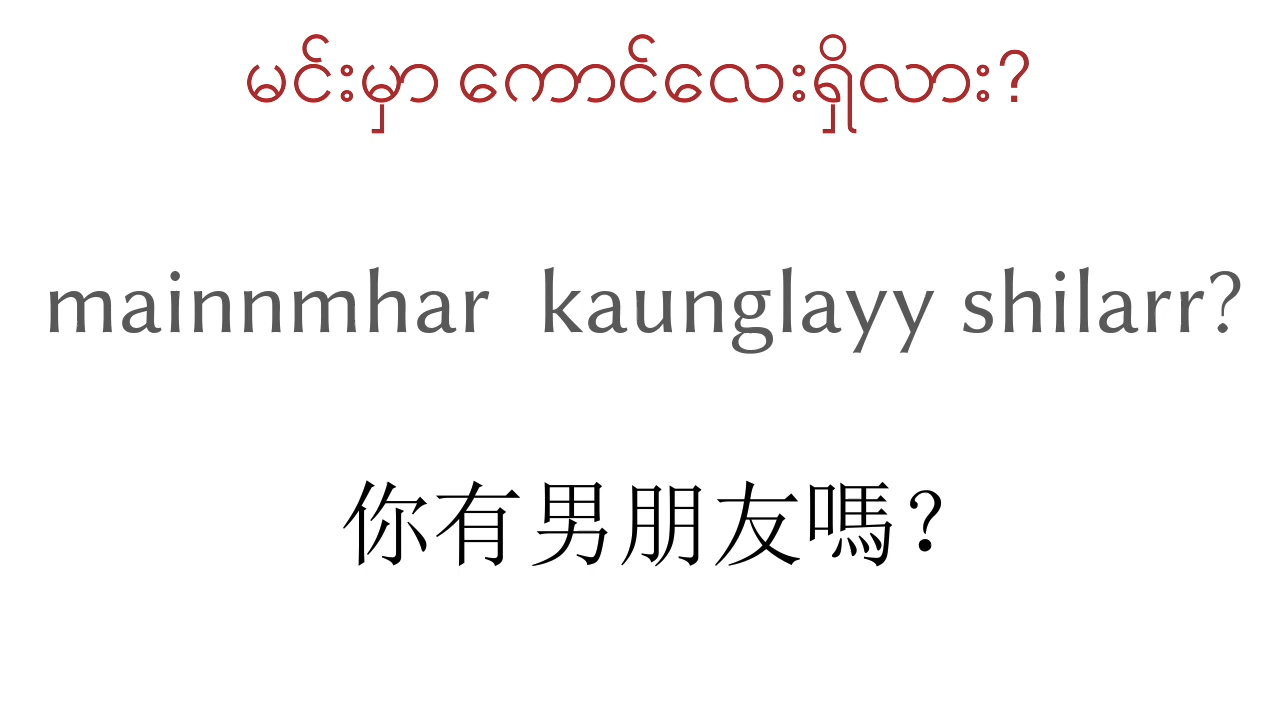 မင်းမှာ ကောင်လေးရှိလား?
mainnmhar kaunglayy shilarr?
你有男朋友嗎？